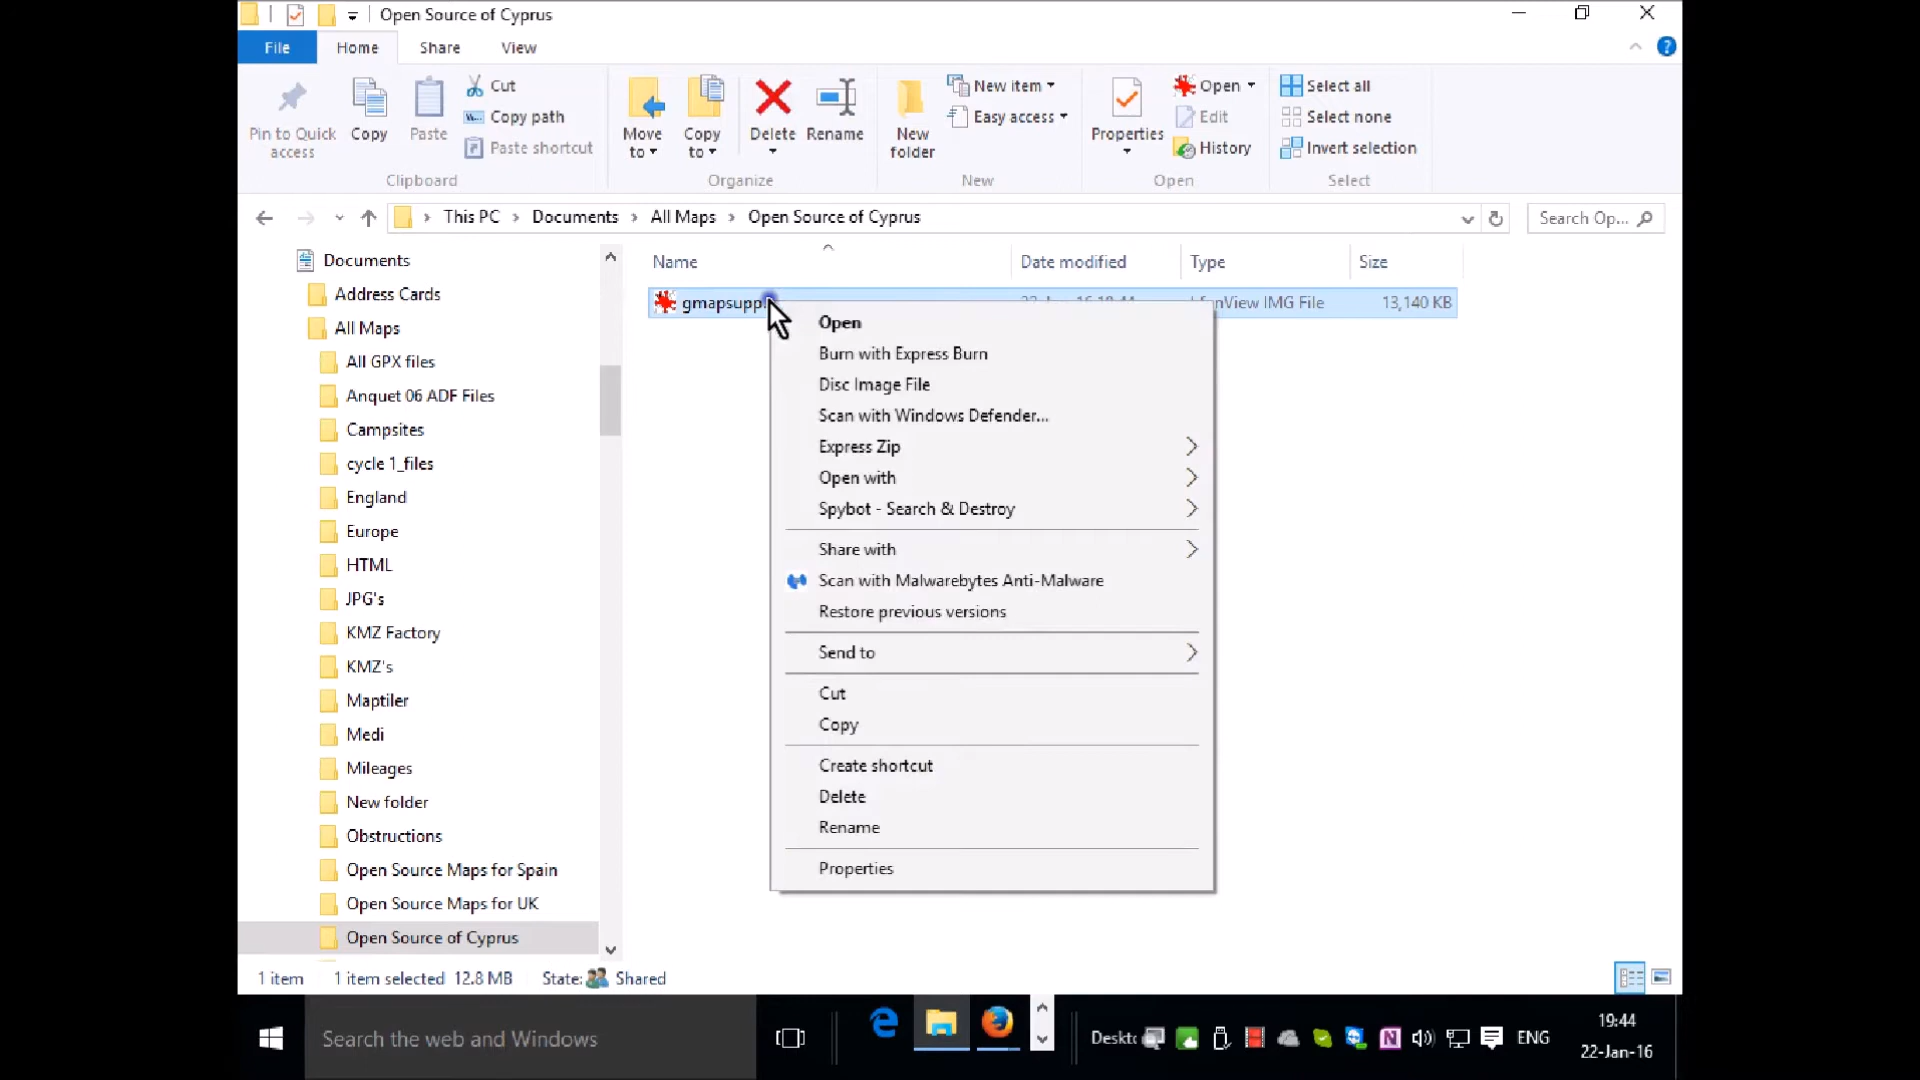 Open Source of Cyprus
File Home Share View
Pin to Quick access
Copy
Paste
Cut
Copy path
Paste shortcut
Clipboard
Move to
Copy to
Delete
Rename
Organize
New folder
New item
Easy access
New
Properties
Open
Edit
History
Open
Select all
Select none
Invert selection
Select
This PC > Documents > All Maps > Open Source of Cyprus
Search Op...
Documents
Address Cards
All Maps
All GPX files
Anquet 06 ADF Files
Campsites
cycle 1_files
England
Europe
HTML
JPG's
KMZ Factory
KMZ's
Maptiler
Medi
Mileages
New folder
Obstructions
Open Source Maps for Spain
Open Source Maps for UK
Open Source of Cyprus
Name Date modified Type Size
IMG File 13,140 KB
Open
Burn with Express Burn
Disc Image File
Scan with Windows Defender...
Express Zip
Open with
Spybot - Search & Destroy
Share with
Scan with Malwarebytes Anti-Malware
Restore previous versions
Send to
Cut
Copy
Create shortcut
Delete
Rename
Properties
1 item 1 item selected 12.8 MB State: Shared
Search the web and Windows
ENG
19:44
22-Jan-16